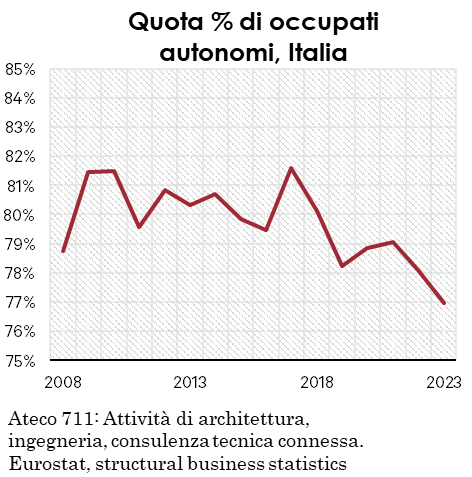 Quota % di occupati
autonomi, Italia
85%
84%
83%
82%
81%
80%
79%
78%
77%
76%
75%
2008 2013 2018 2023
Ateco 711: Attività di architettura,
ingegneria, consulenza tecnica connessa.
Eurostat, structural business statistics